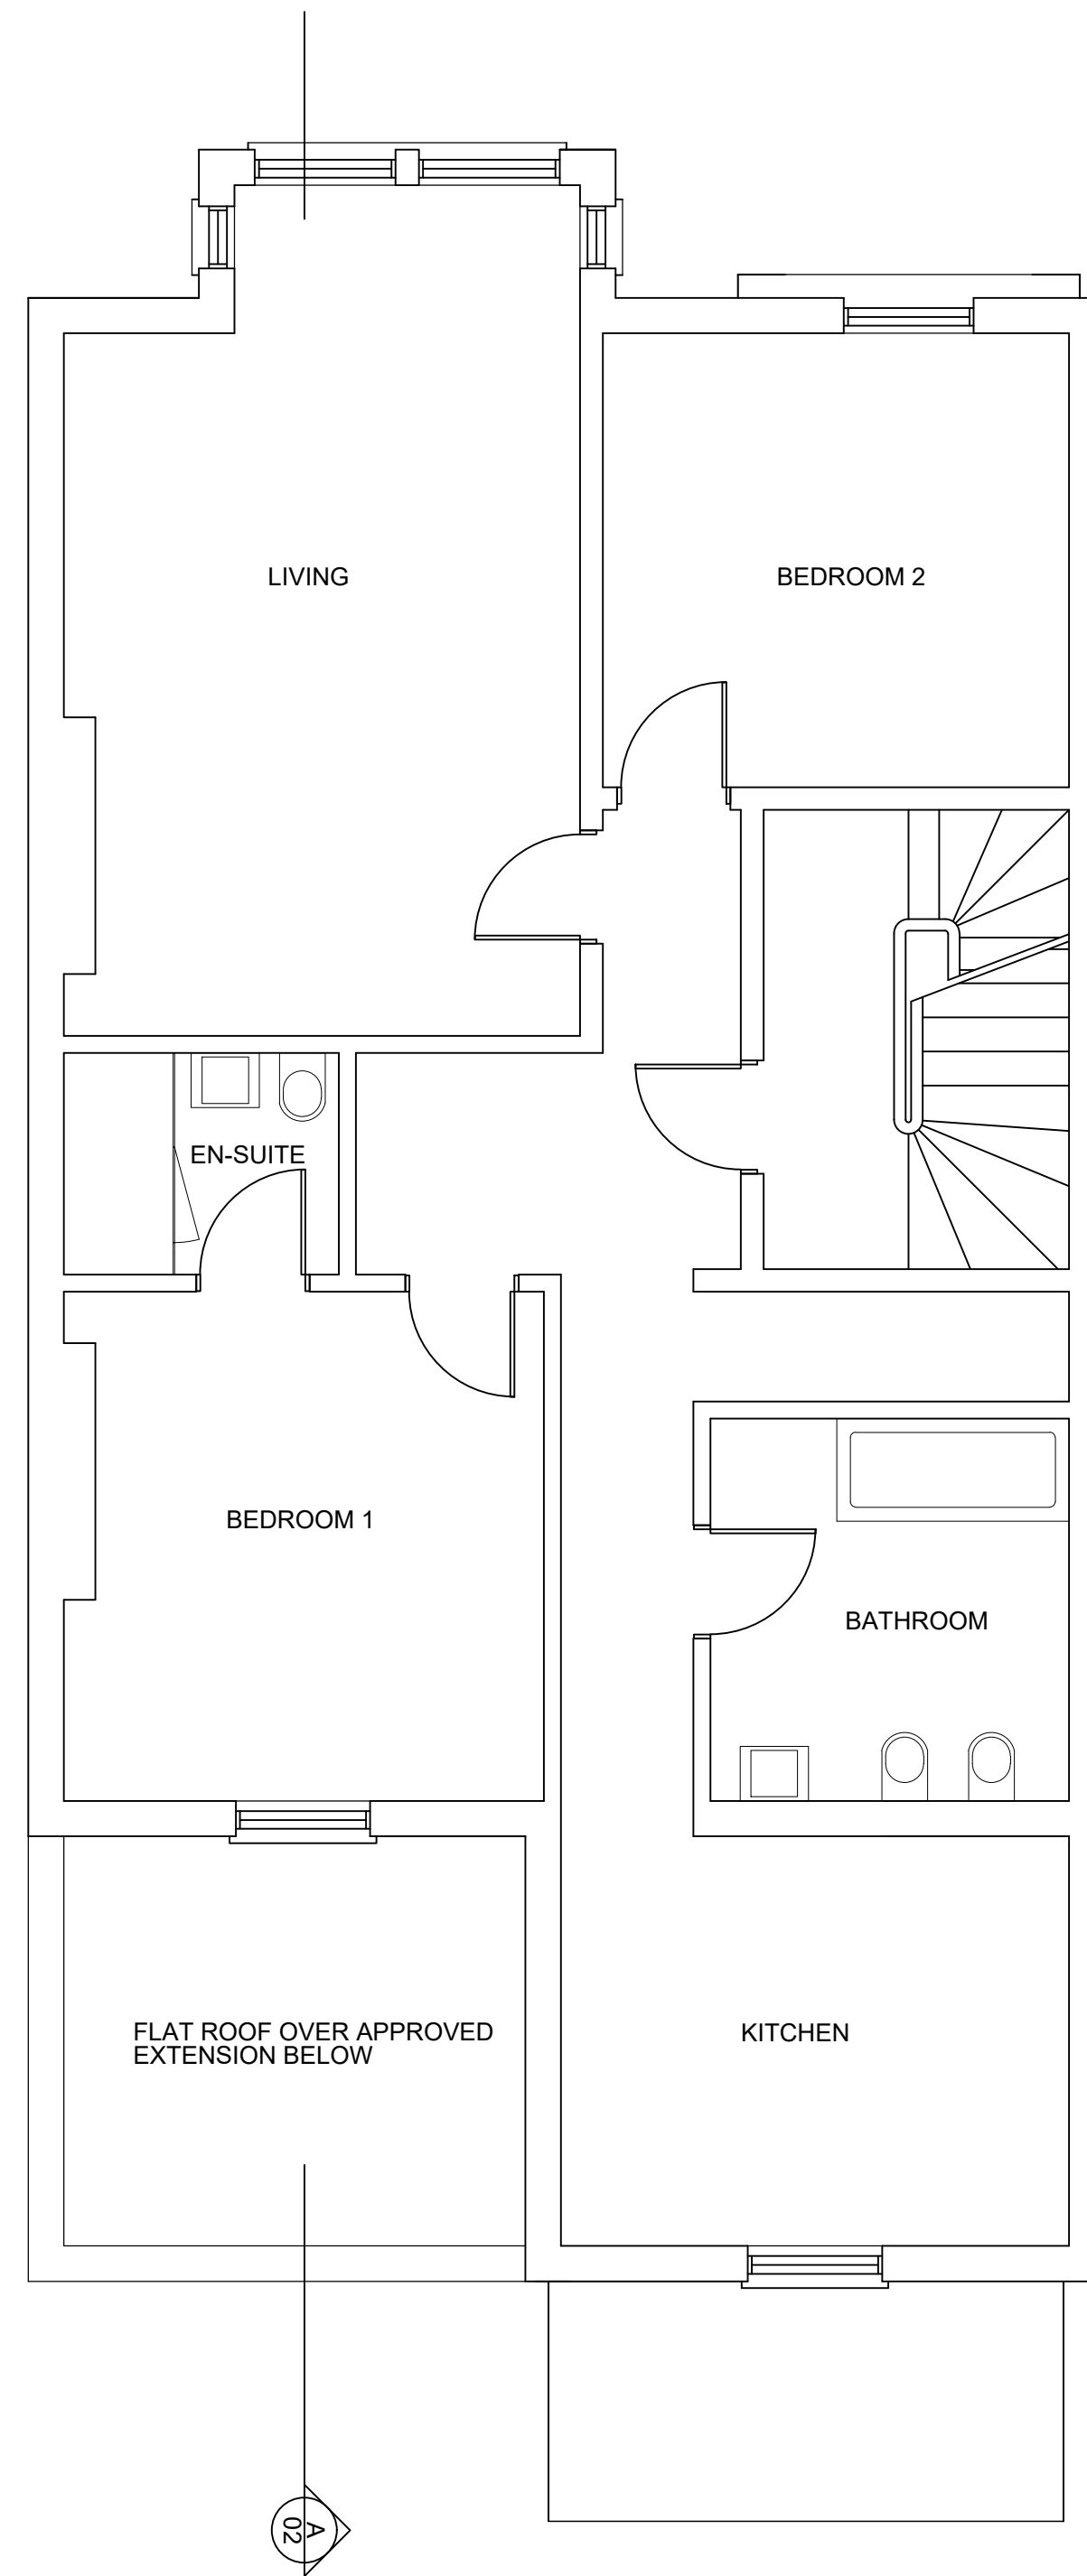 LIVING
BEDROOM 2
EN-SUITE
BEDROOM 1
BATHROOM
FLAT ROOF OVER APPROVED
EXTENSION BELOW
KITCHEN
A
02